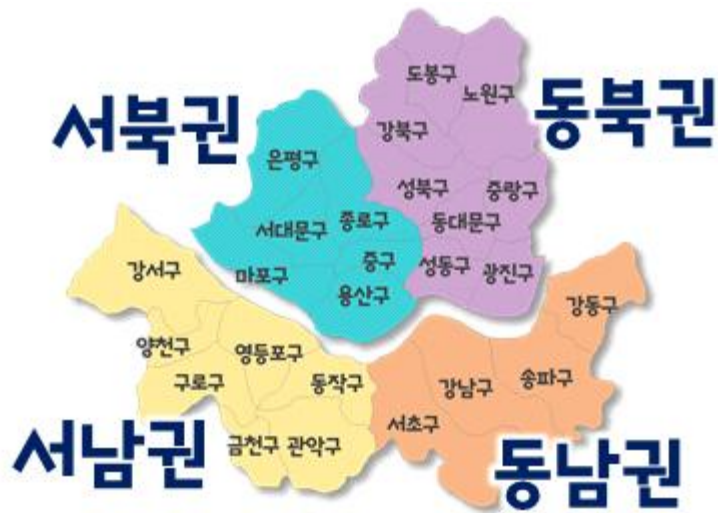 도봉구
노원구
동북권
서북권
강북구
은평구
성북구
중랑구
서대문구
종로구
동대문구
강서구
마포구
중구
성동구
광진구
용산구
강동구
양천구
영등포구
구로구
동작구
강남구
송파구
서초구
서남권
금천구
관악구
동남권